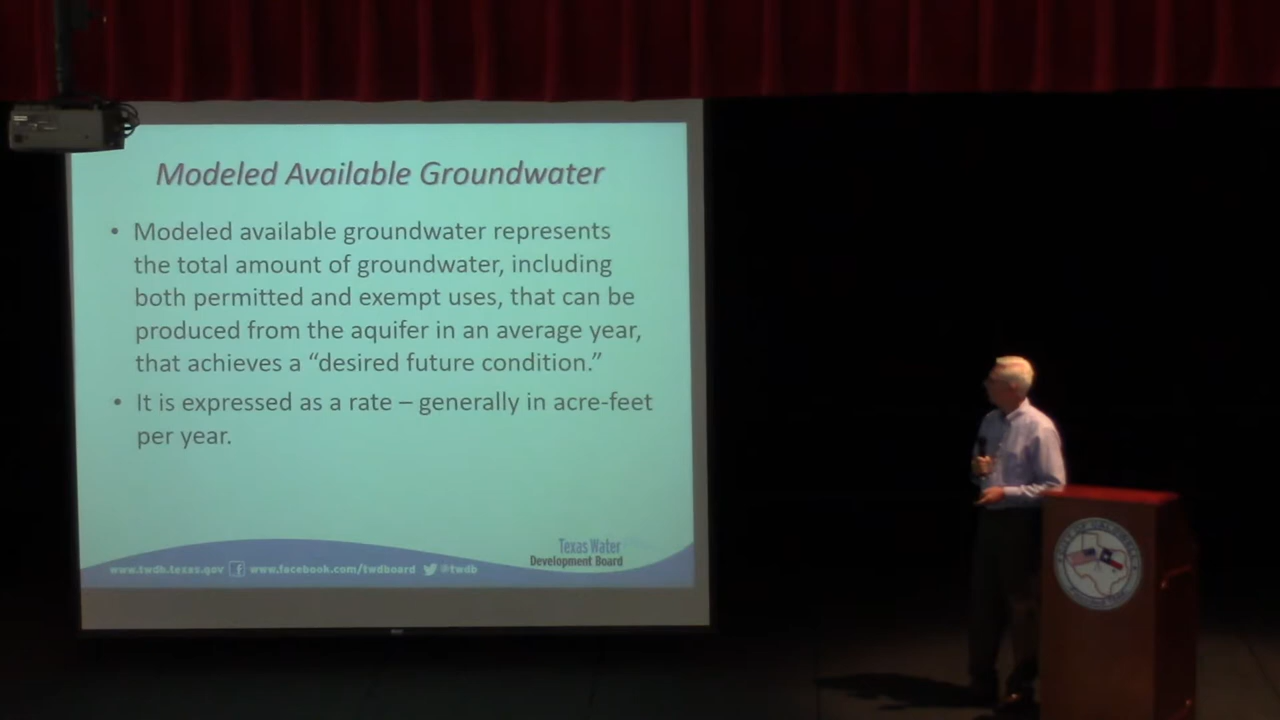 Modeled Available Groundwater
• Modeled available groundwater represents
the total amount of groundwater, including
both permitted and exempt uses, that can be
produced from the aquifer in an average year,
that achieves a “desired future condition.”
• It is expressed as a rate – generally in acre-feet
per year.
Texas Water
Development Board
www.twdb.texas.gov www.facebook.com/twdboard @twdb